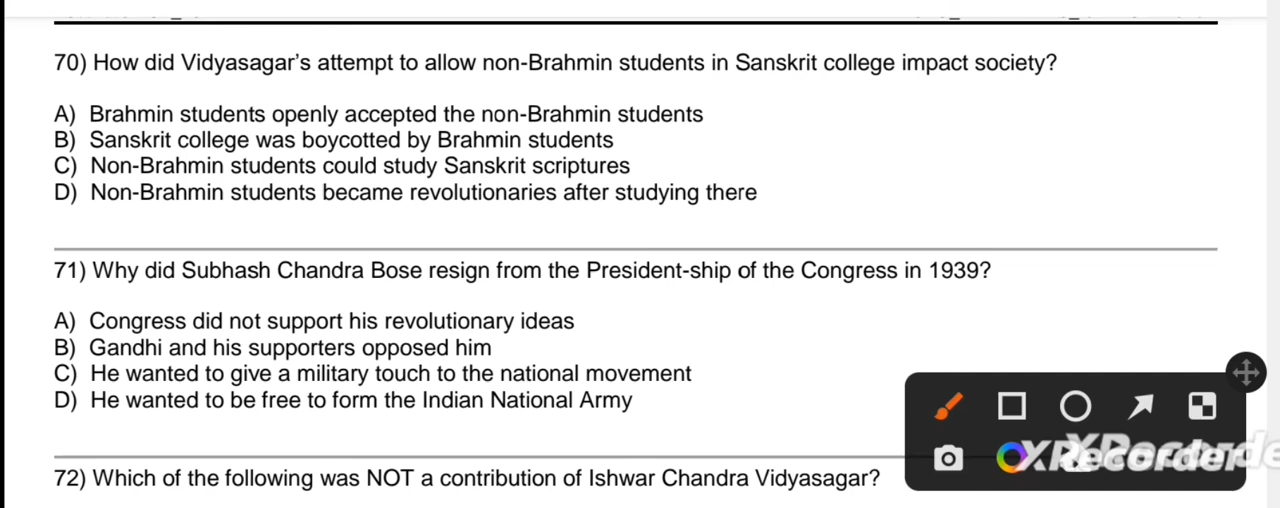 70) How did Vidyasagar's attempt to allow non-Brahmin students in Sanskrit college impact society?
A) Brahmin students openly accepted the non-Brahmin students
B) Sanskrit college was boycotted by Brahmin students
C) Non-Brahmin students could study Sanskrit scriptures
D) Non-Brahmin students became revolutionaries after studying there
71) Why did Subhash Chandra Bose resign from the President-ship of the Congress in 1939?
A) Congress did not support his revolutionary ideas
B) Gandhi and his supporters opposed him
C) He wanted to give a military touch to the national movement
D) He wanted to be free to form the Indian National Army
XRecorder
72) Which of the following was NOT a contribution of Ishwar Chandra Vidyasagar?